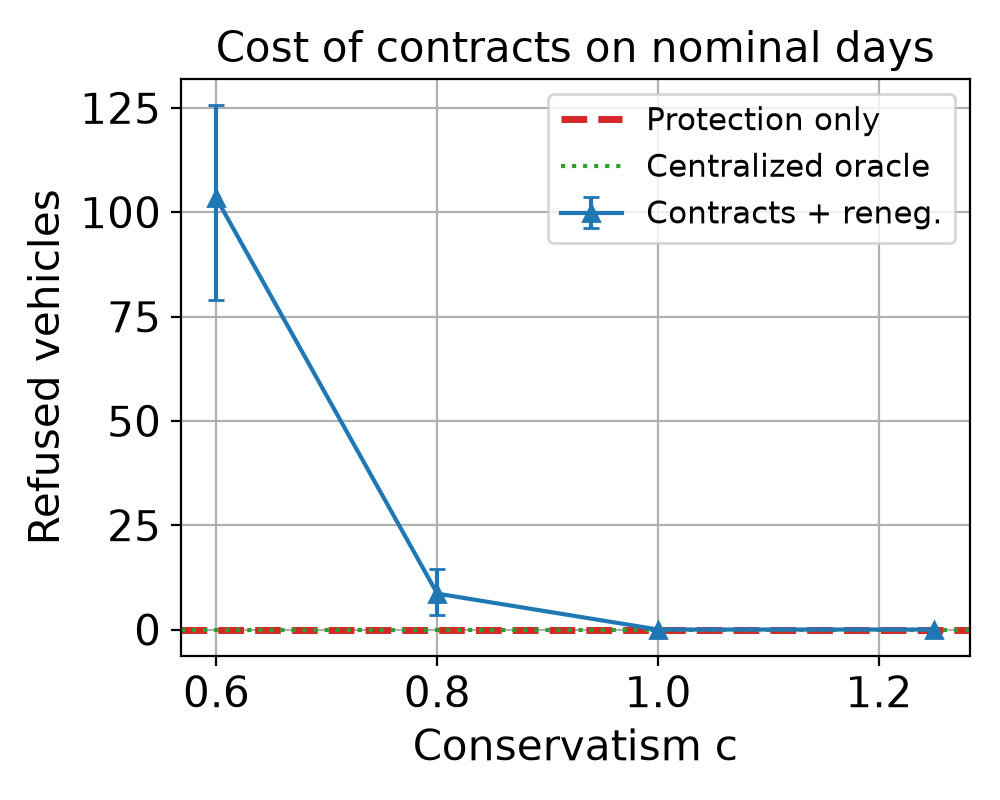 Cost of contracts on nominal days
Protection only
Centralized oracle
Contracts + reneg.
125
100
75
50
25
0
Refused vehicles
0.6
0.8
1.0
1.2
Conservatism c